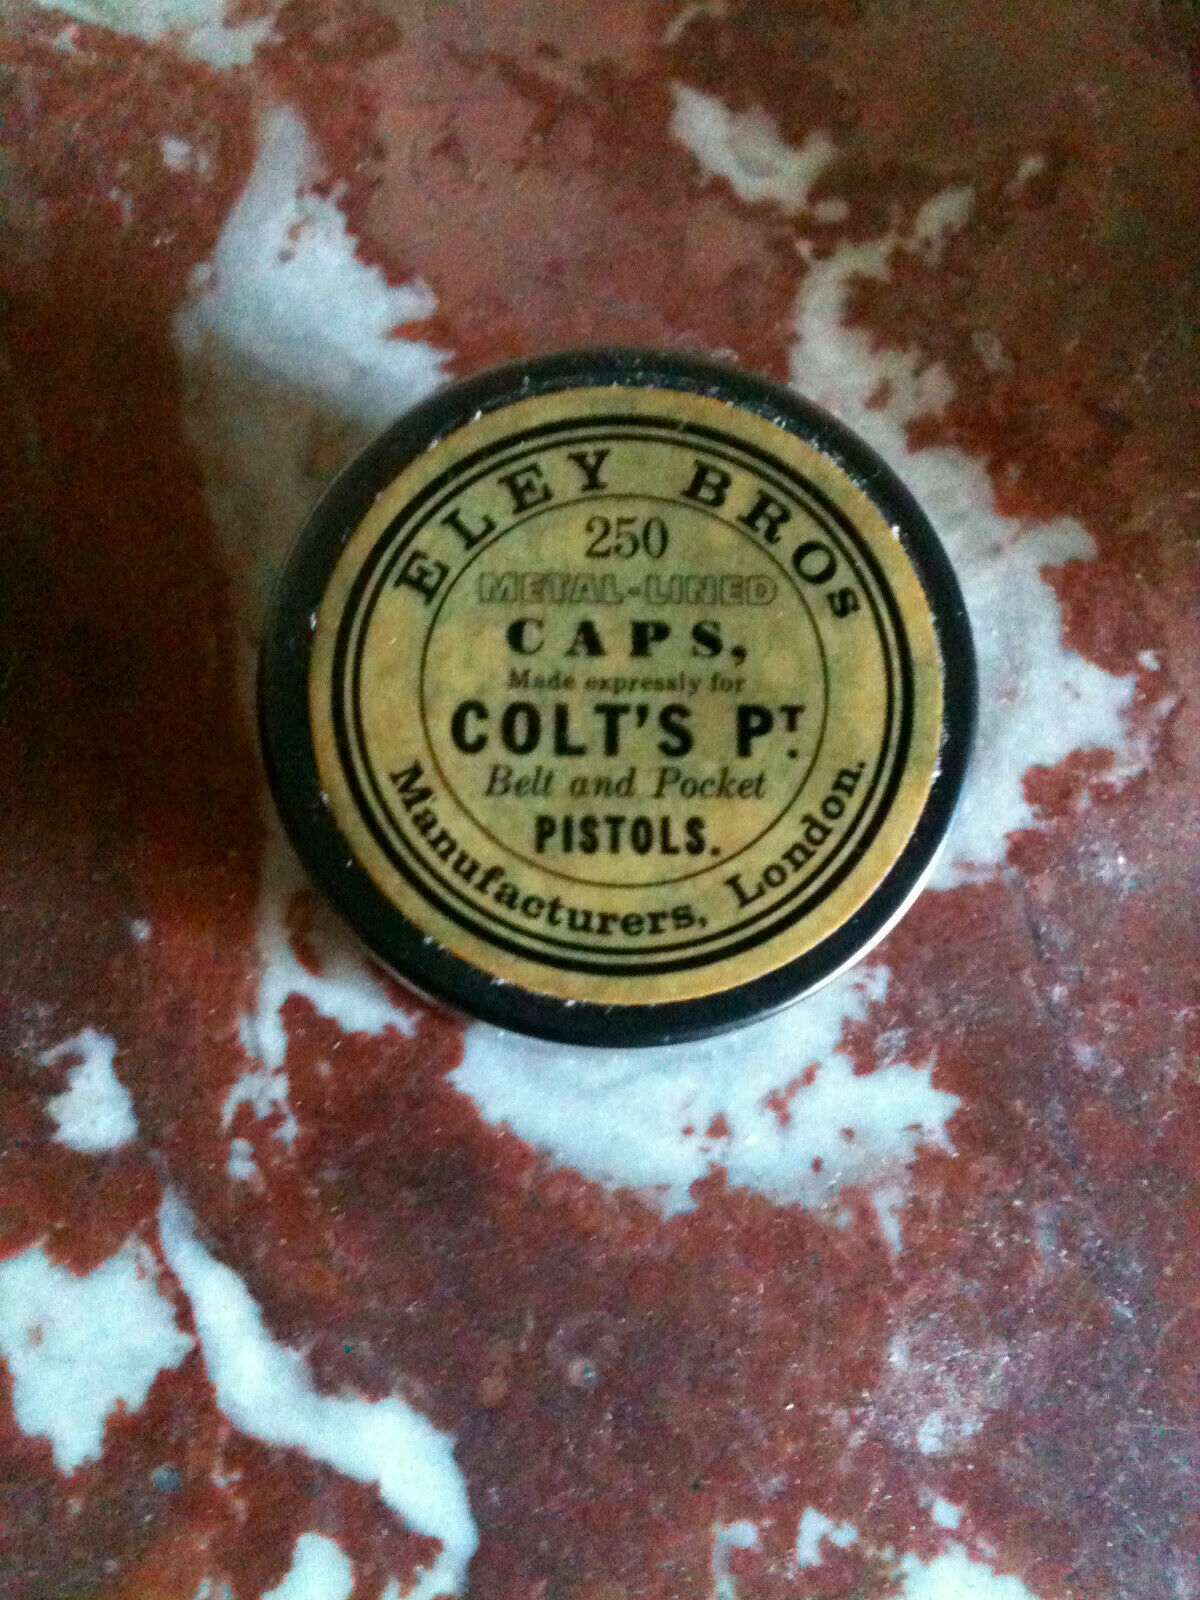 ELEY BROS
250
METAL-LINED
CAPS,
Made expressly for
COLT'S PT.
Belt and Pocket
PISTOLS.
Manufacturers, London.